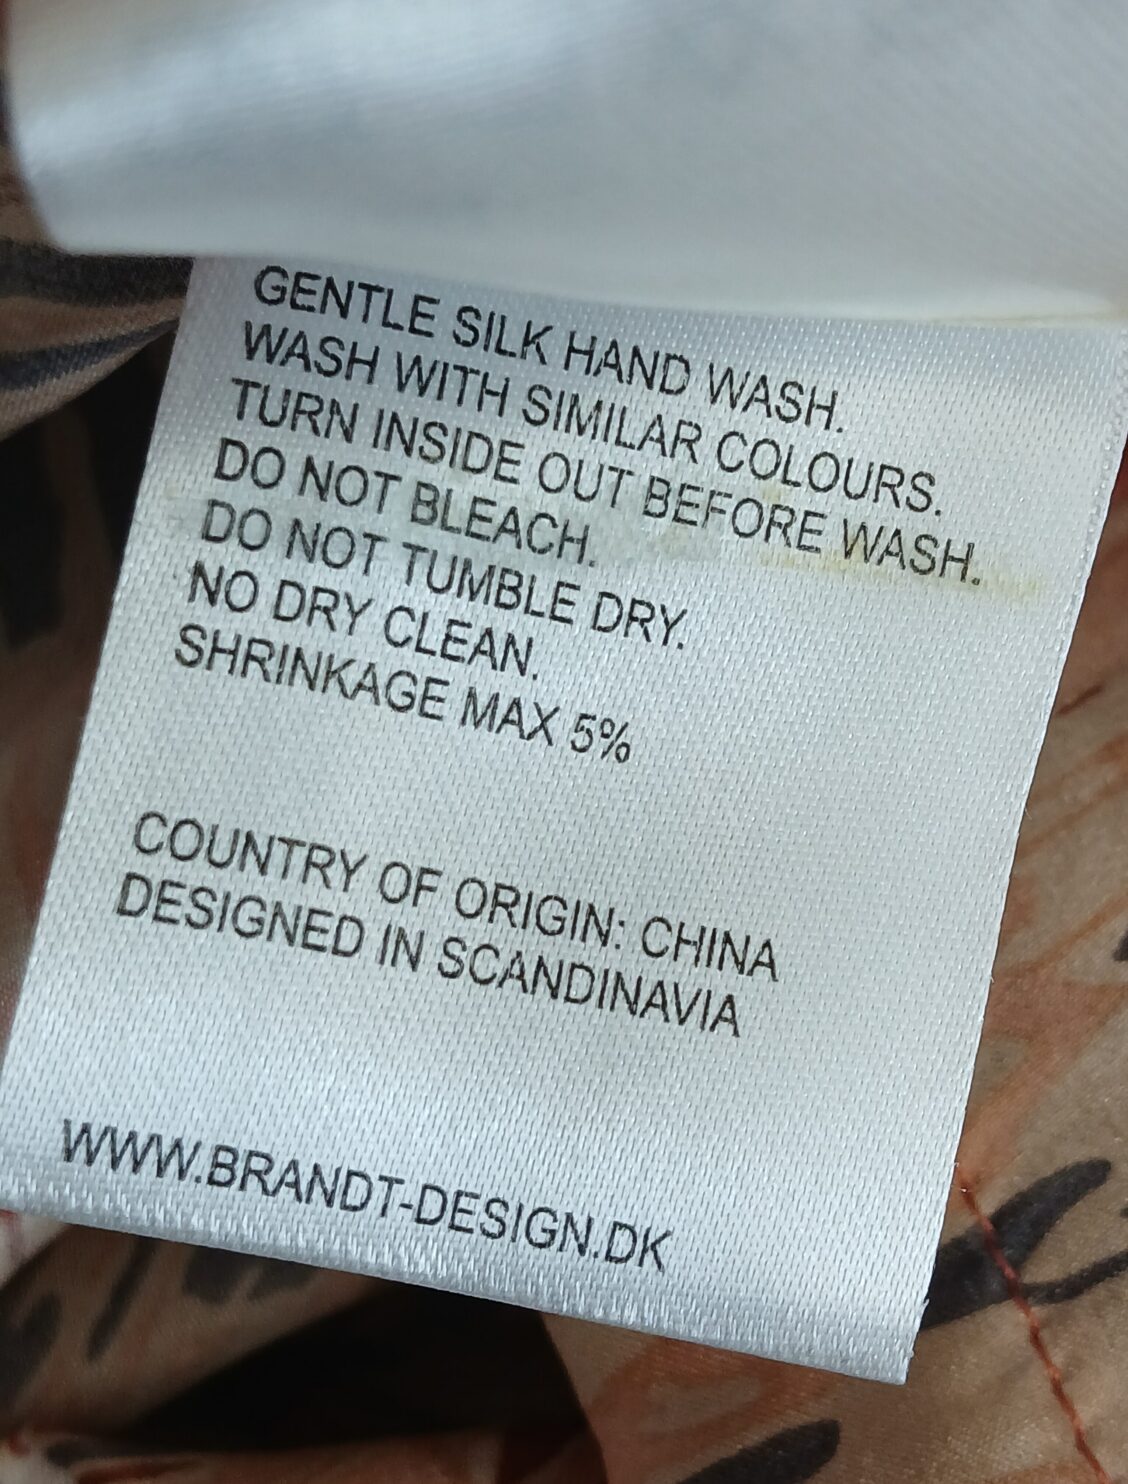 GENTLE SILK HAND WASH.
WASH WITH SIMILAR COLOURS.
TURN INSIDE OUT BEFORE WASH.
DO NOT BLEACH.
DO NOT TUMBLE DRY.
NO DRY CLEAN.
SHRINKAGE MAX 5%
COUNTRY OF ORIGIN: CHINA
DESIGNED IN SCANDINAVIA
WWW.BRANDT-DESIGN.DK